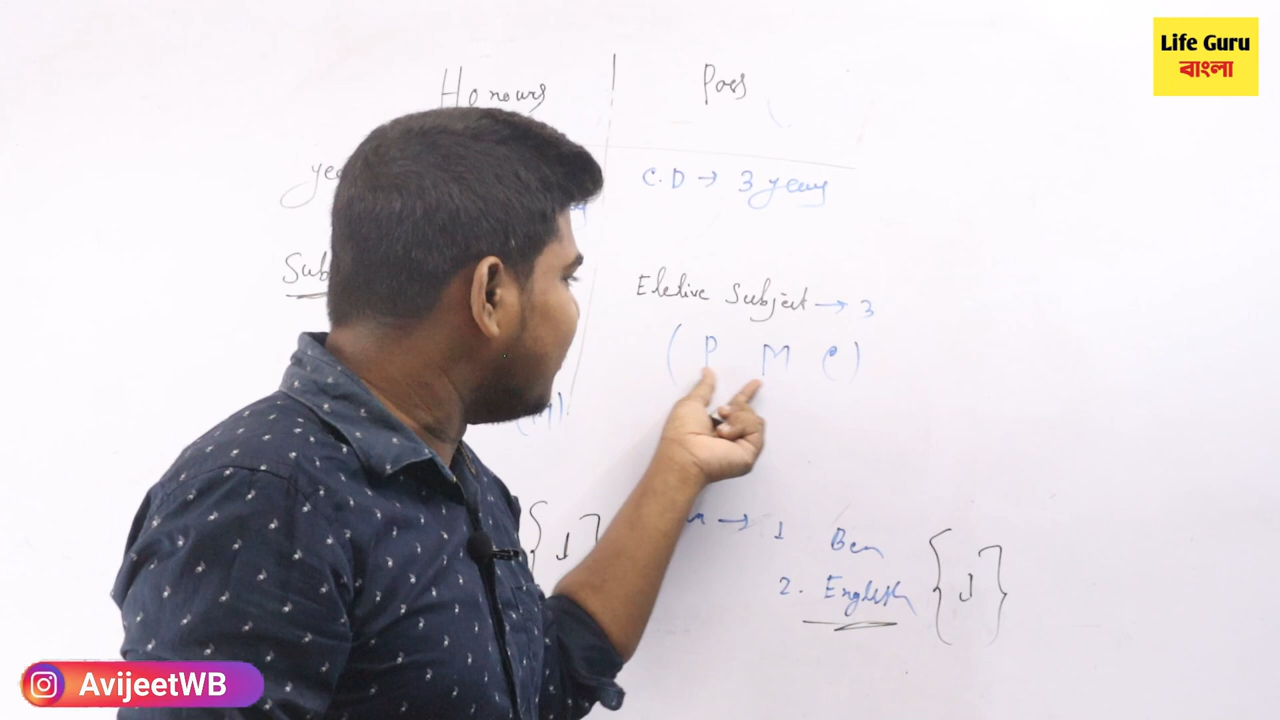 Life Guru
বাংলা
Honours Pass
C.D → 3 years
Elective Subject → 3
( P M C )
→ 1 Ben
2. English
AvijeetWB